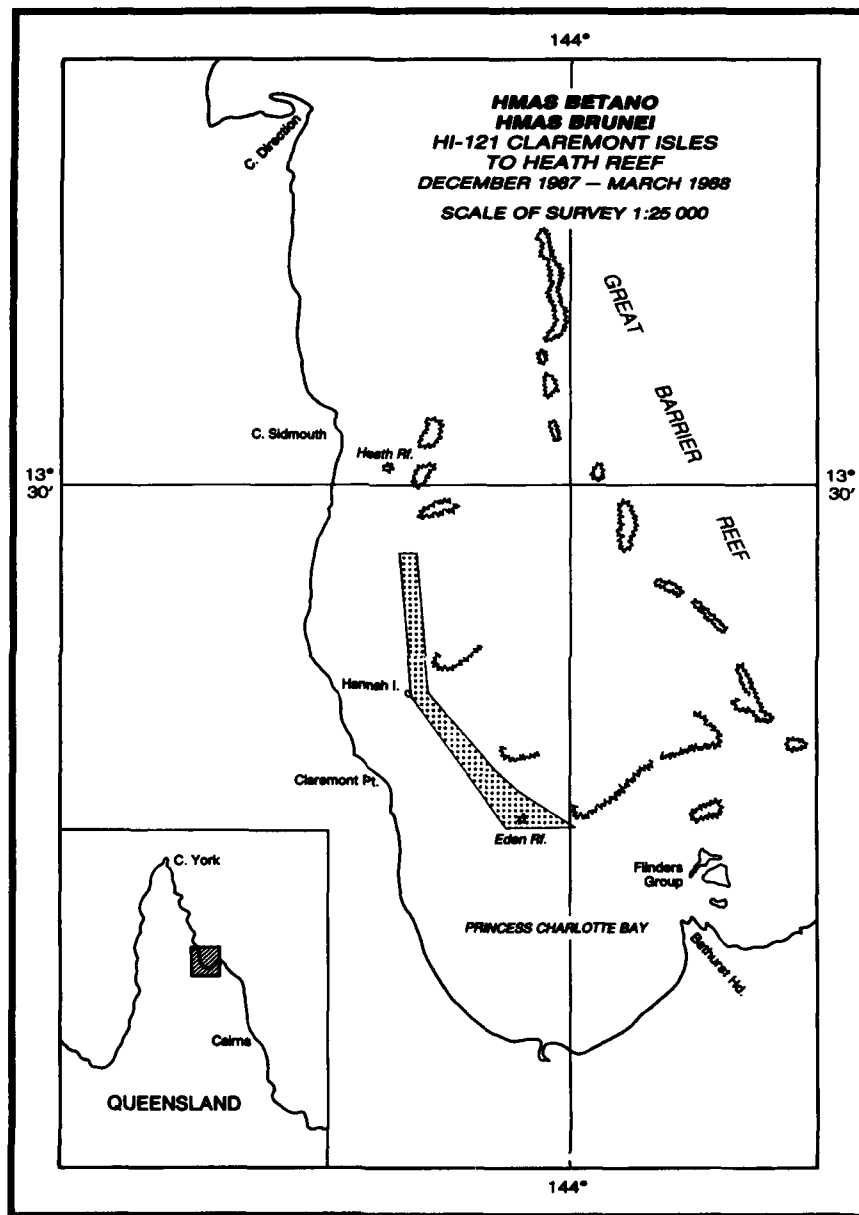 144°
HMAS BETANO
HMAS BRUNEI
HI-121 CLAREMONT ISLES
TO HEATH REEF
DECEMBER 1987 — MARCH 1988
SCALE OF SURVEY 1:25 000
C. Direction
GREAT
BARRIER
REEF
C. Sidmouth
Heath Rf.
13°
30'
13°
30'
Hannah I.
Claremont Pt.
Eden Rf.
Flinders
Group
PRINCESS CHARLOTTE BAY
Bathurst Hd.
C. York
Cairns
QUEENSLAND
144°